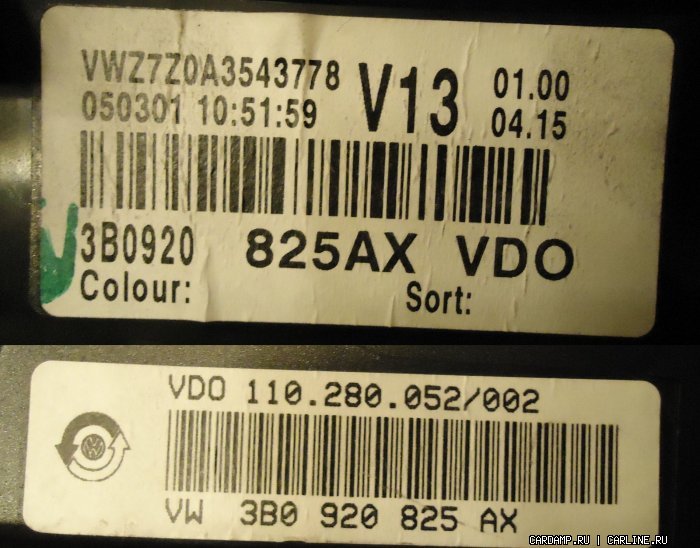 VWZ7Z0A3543778 V13 01.00
050301 10:51:59 04.15
3B0920 825AX VDO
Colour: Sort:
VDO 110.280.052/002
VW 3B0 920 825 AX
CARDAMP.RU | CARLINE.RU